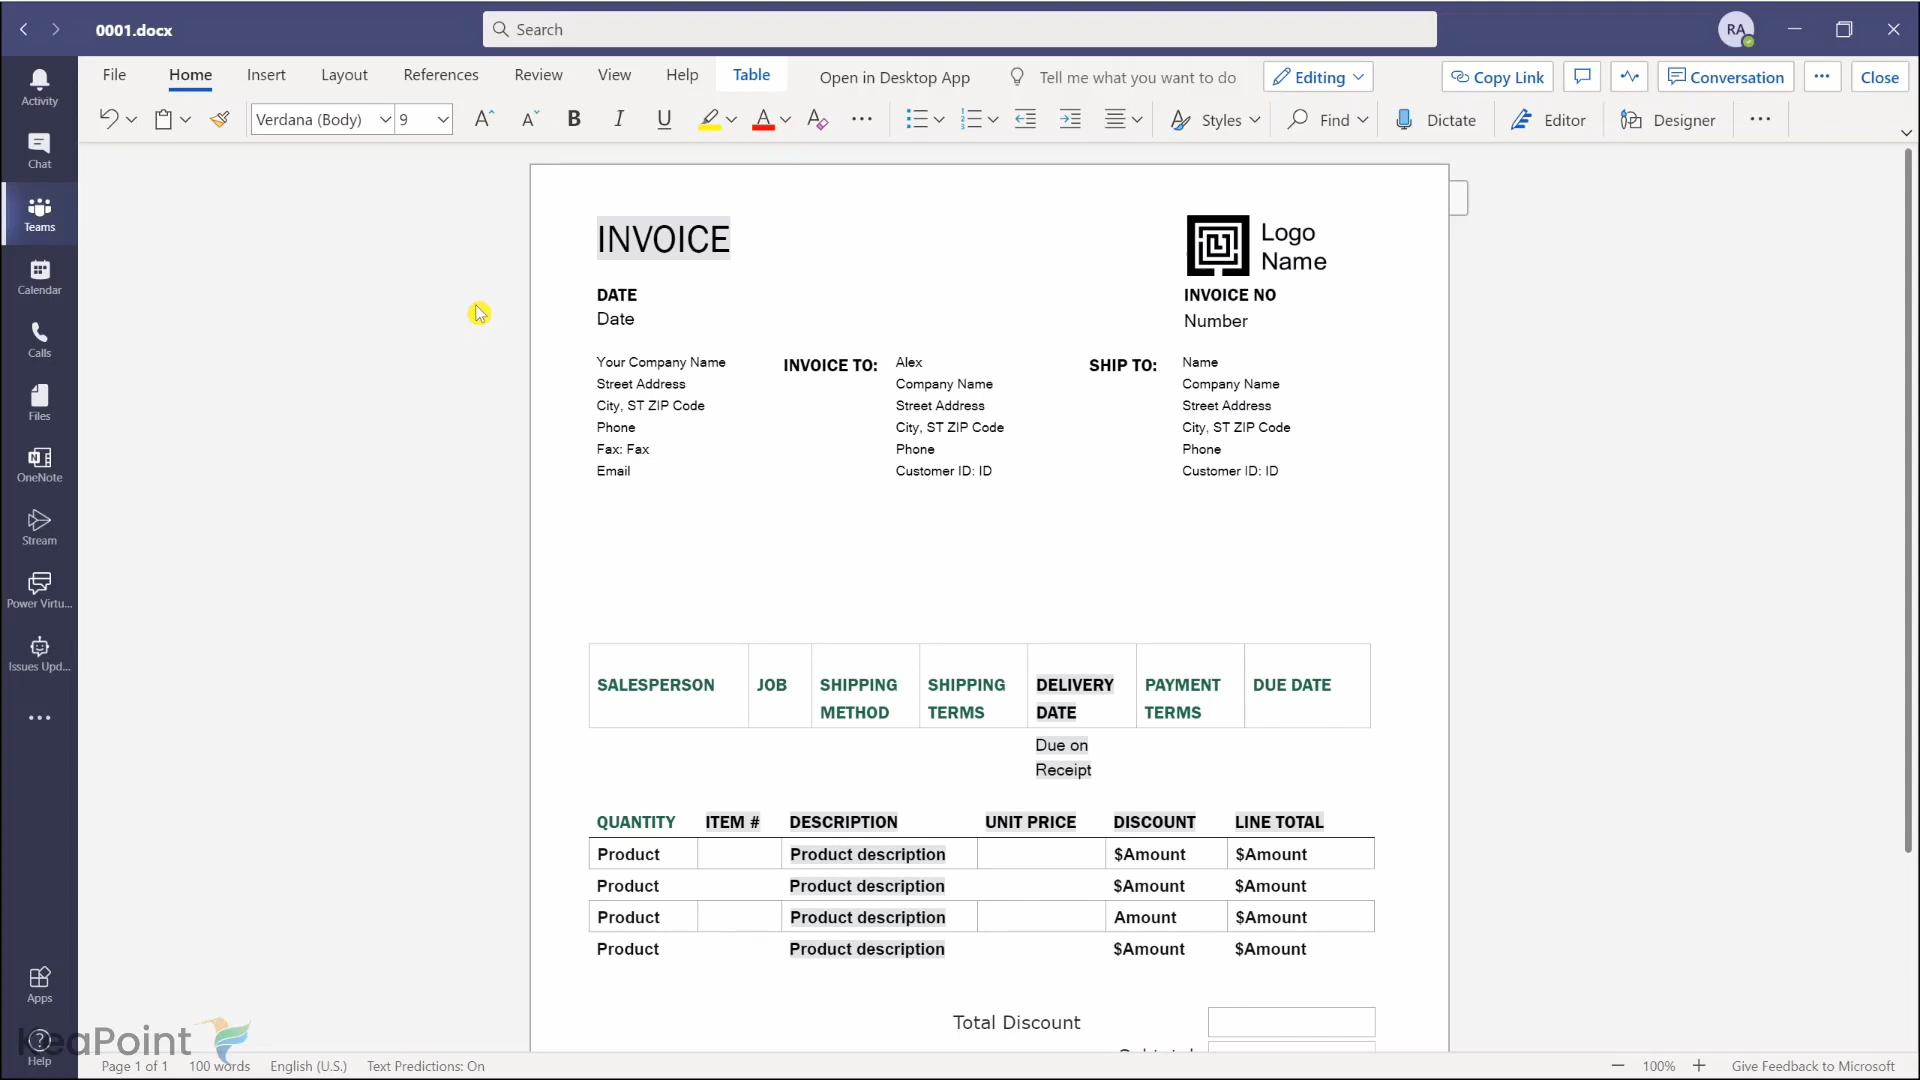 0001.docx
Search
RA
File Home Insert Layout References Review View Help Table Open in Desktop App Tell me what you want to do Editing Copy Link Conversation ... Close
Verdana (Body) 9 A A B I U A A ... Styles Find Dictate Editor Designer ...
Activity
Chat
Teams
Calendar
Calls
Files
OneNote
Stream
Power Virtu...
Issues Upd...
...
Apps
Help
INVOICE
Logo
Name
DATE INVOICE NO
Date Number
Your Company Name INVOICE TO: Alex SHIP TO: Name
Street Address Company Name Company Name
City, ST ZIP Code Street Address Street Address
Phone City, ST ZIP Code City, ST ZIP Code
Fax: Fax Phone Phone
Email Customer ID: ID Customer ID: ID
SALESPERSON JOB SHIPPING SHIPPING DELIVERY PAYMENT DUE DATE
METHOD TERMS DATE TERMS
Due on
Receipt
QUANTITY ITEM # DESCRIPTION UNIT PRICE DISCOUNT LINE TOTAL
Product Product description $Amount $Amount
Product Product description $Amount $Amount
Product Product description Amount $Amount
Product Product description $Amount $Amount
Total Discount
KeaPoint
Page 1 of 1 100 words English (U.S.) Text Predictions: On 100% Give Feedback to Microsoft